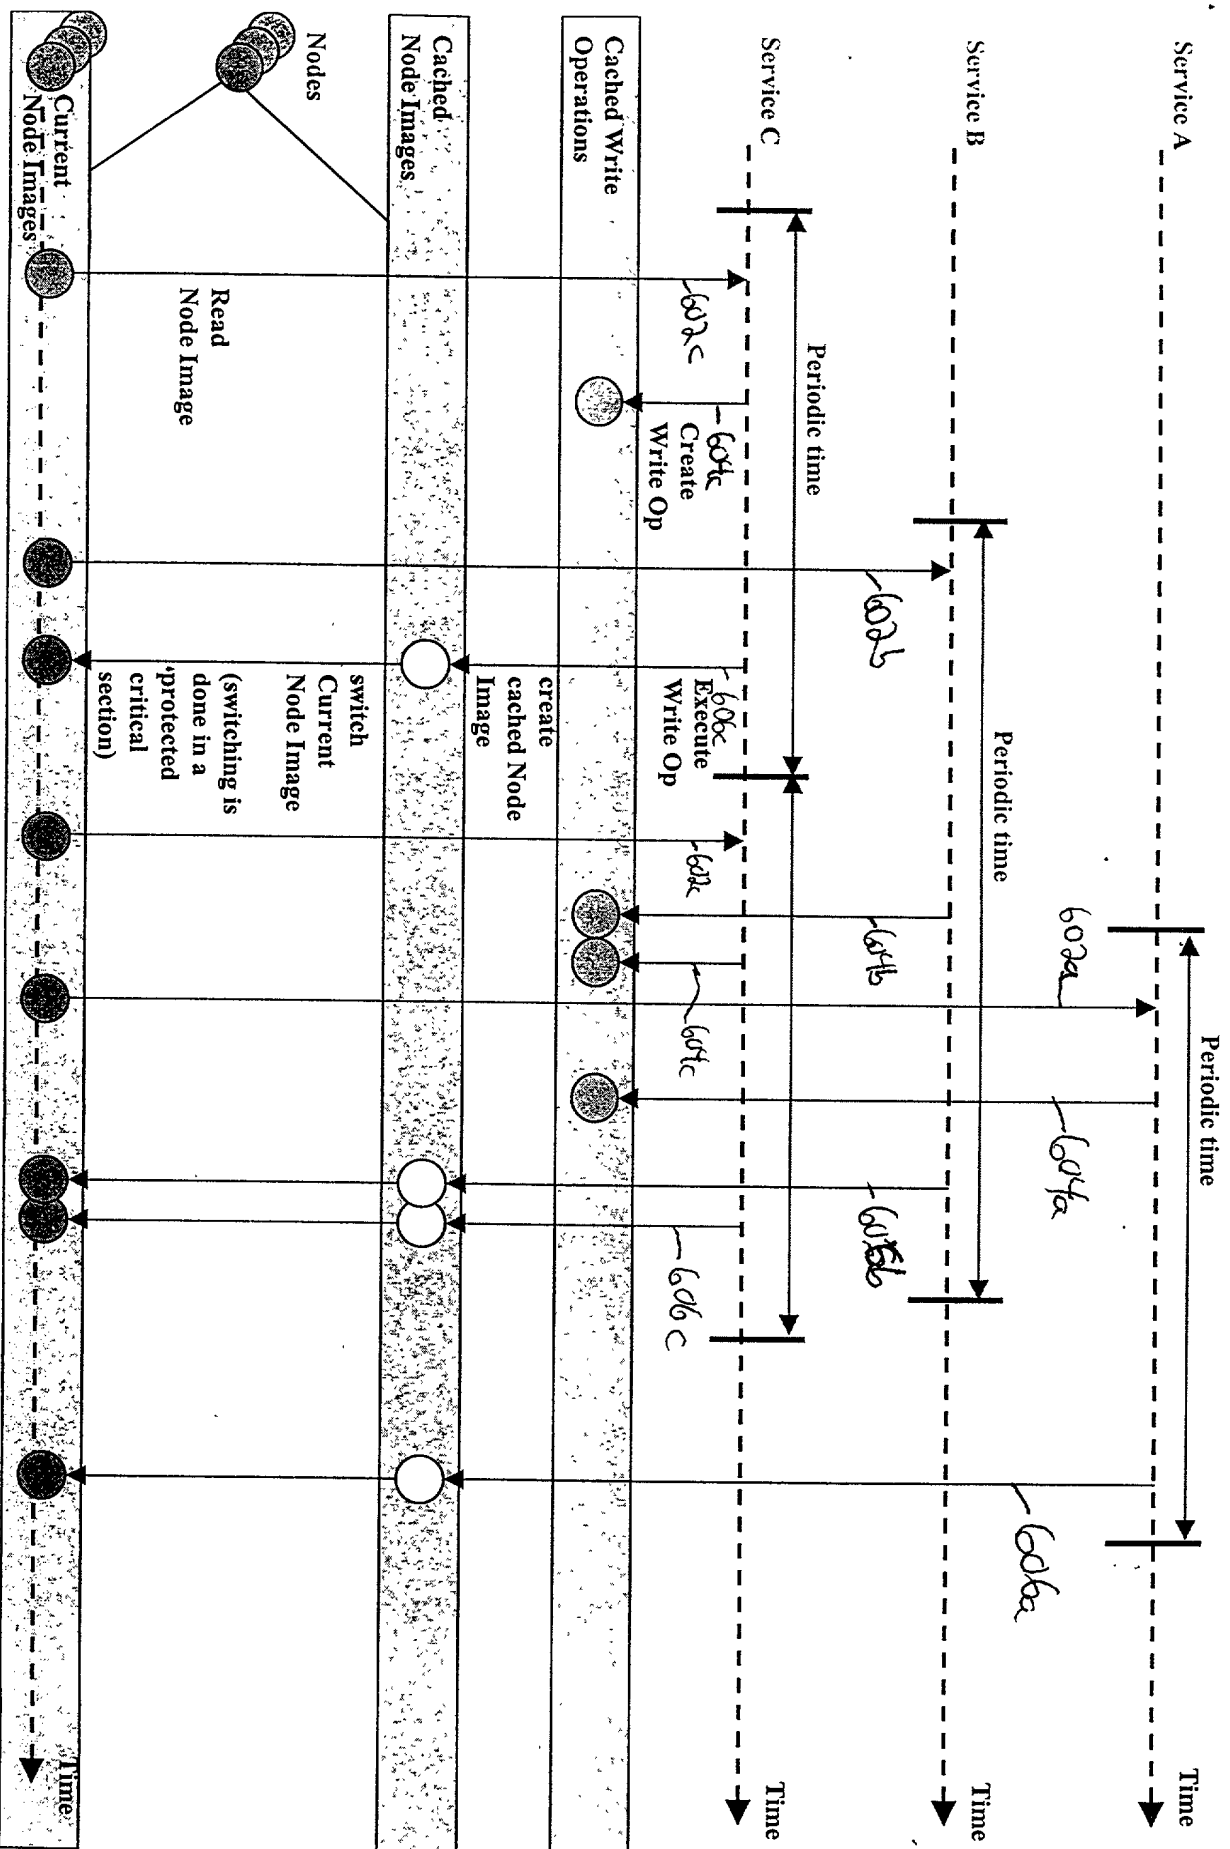 Service A
Periodic time
Time
602a
604a
606a
Service B
Periodic time
Time
602b
604b
Service C
Periodic time
Time
602c
604c
Create
Write Op
606c
Execute
Write Op
602c
604c
606c
Cached Write
Operations
create
cached Node
Image
Cached
Node Images
switch
Current
Node Image
(switching is
done in a
protected
critical
section)
Nodes
Read
Node Image
Current
Node Images
Time